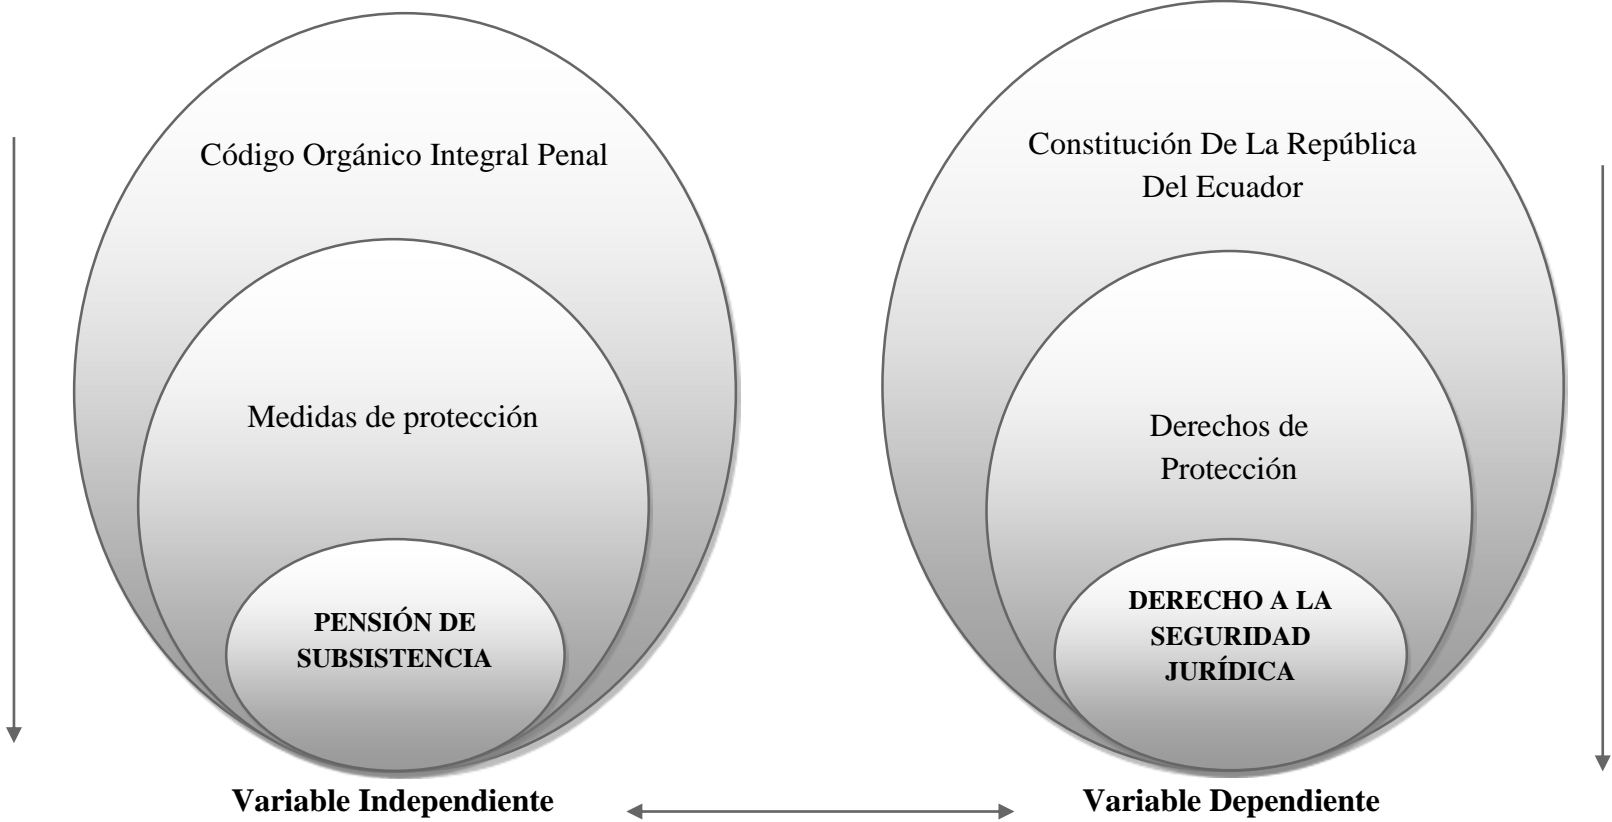 Código Orgánico Integral Penal
Medidas de protección
PENSIÓN DE
SUBSISTENCIA
Variable Independiente
Constitución De La República
Del Ecuador
Derechos de
Protección
DERECHO A LA
SEGURIDAD
JURÍDICA
Variable Dependiente